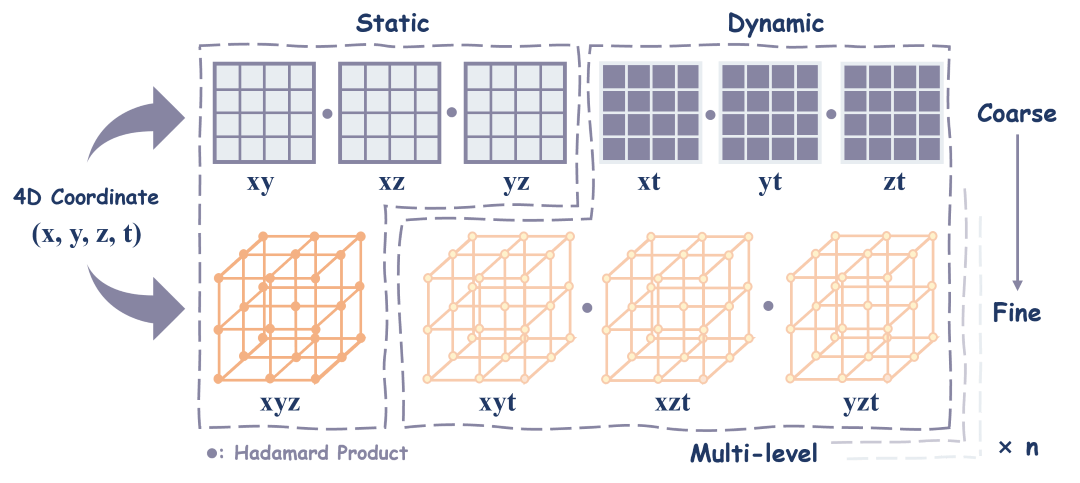 Static
Dynamic
Coarse
xy
xz
yz
xt
yt
zt
4D Coordinate
(x, y, z, t)
Fine
xyz
xyt
xzt
yzt
●: Hadamard Product
Multi-level
× n